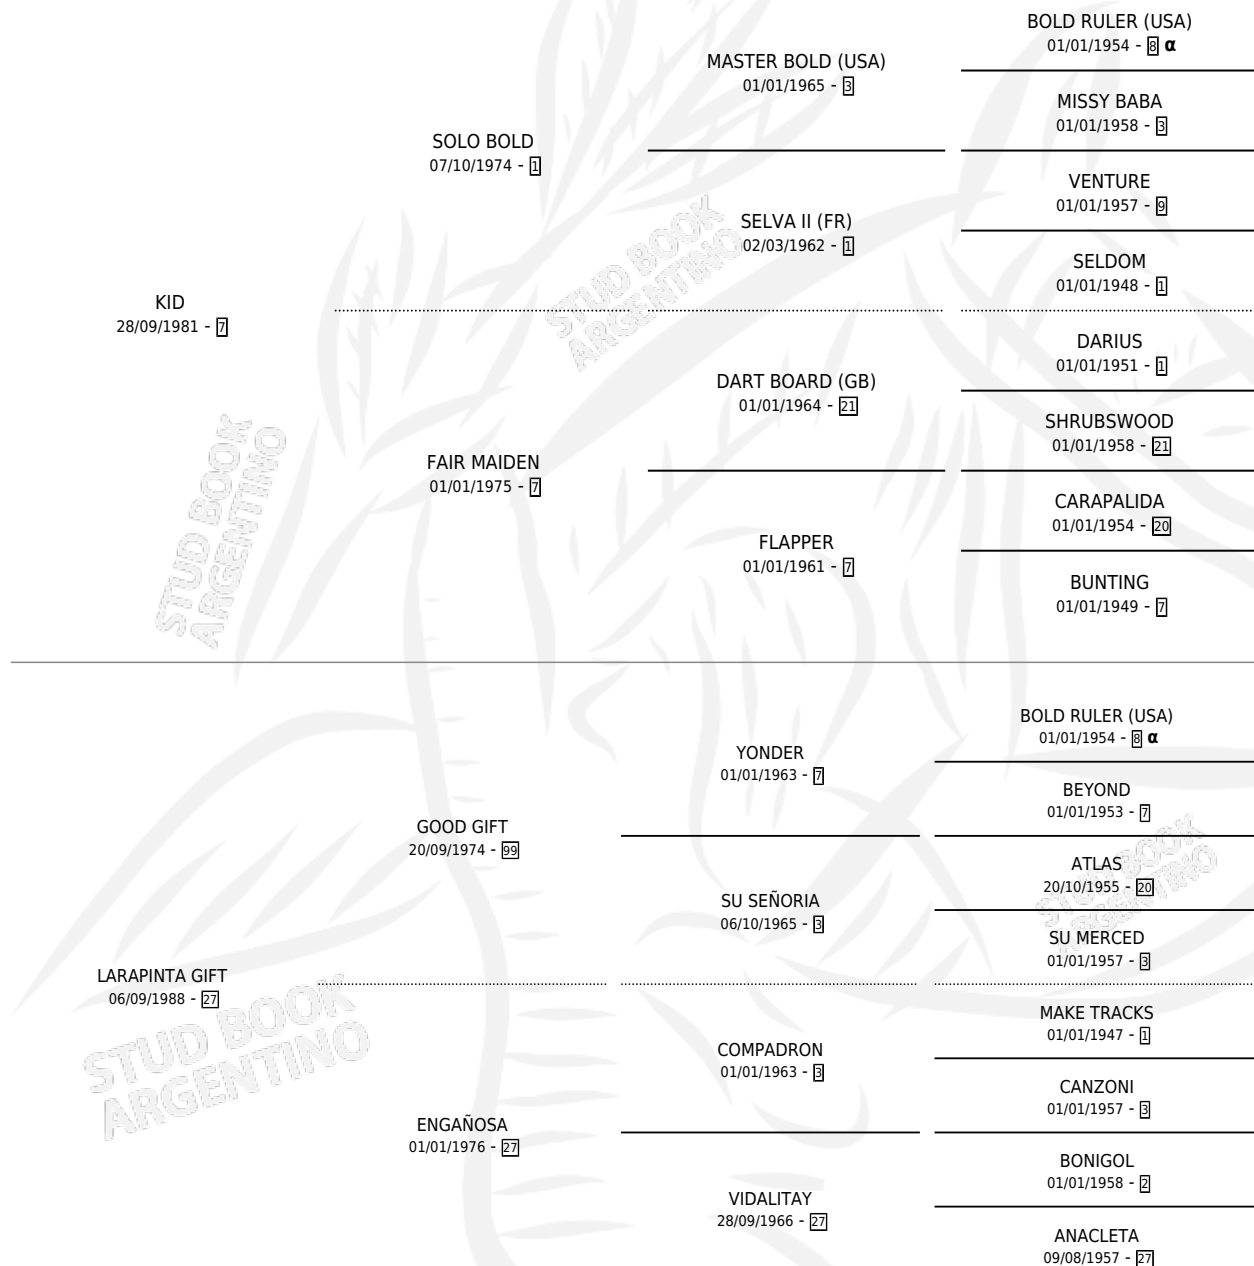 BOLD RULER (USA)
01/01/1954 - 8 α
MASTER BOLD (USA)
01/01/1965 - 3
MISSY BABA
01/01/1958 - 3
SOLO BOLD
07/10/1974 - 1
VENTURE
01/01/1957 - 9
SELVA II (FR)
02/03/1962 - 1
SELDOM
01/01/1948 - 1
KID
28/09/1981 - 7
DARIUS
01/01/1951 - 1
DART BOARD (GB)
01/01/1964 - 21
SHRUBSWOOD
01/01/1958 - 21
FAIR MAIDEN
01/01/1975 - 7
CARAPALIDA
01/01/1954 - 20
FLAPPER
01/01/1961 - 7
BUNTING
01/01/1949 - 7
BOLD RULER (USA)
01/01/1954 - 8 α
YONDER
01/01/1963 - 7
BEYOND
01/01/1953 - 7
GOOD GIFT
20/09/1974 - 99
ATLAS
20/10/1955 - 20
SU SEÑORIA
06/10/1965 - 3
SU MERCED
01/01/1957 - 3
LARAPINTA GIFT
06/09/1988 - 27
MAKE TRACKS
01/01/1947 - 1
COMPADRON
01/01/1963 - 3
CANZONI
01/01/1957 - 3
ENGAÑOSA
01/01/1976 - 27
BONIGOL
01/01/1958 - 2
VIDALITAY
28/09/1966 - 27
ANACLETA
09/08/1957 - 27
STUD BOOK
ARGENTINO
STUD BOOK
ARGENTINO
STUD BOOK
ARGENTINO
STUD BOOK
ARGENTINO